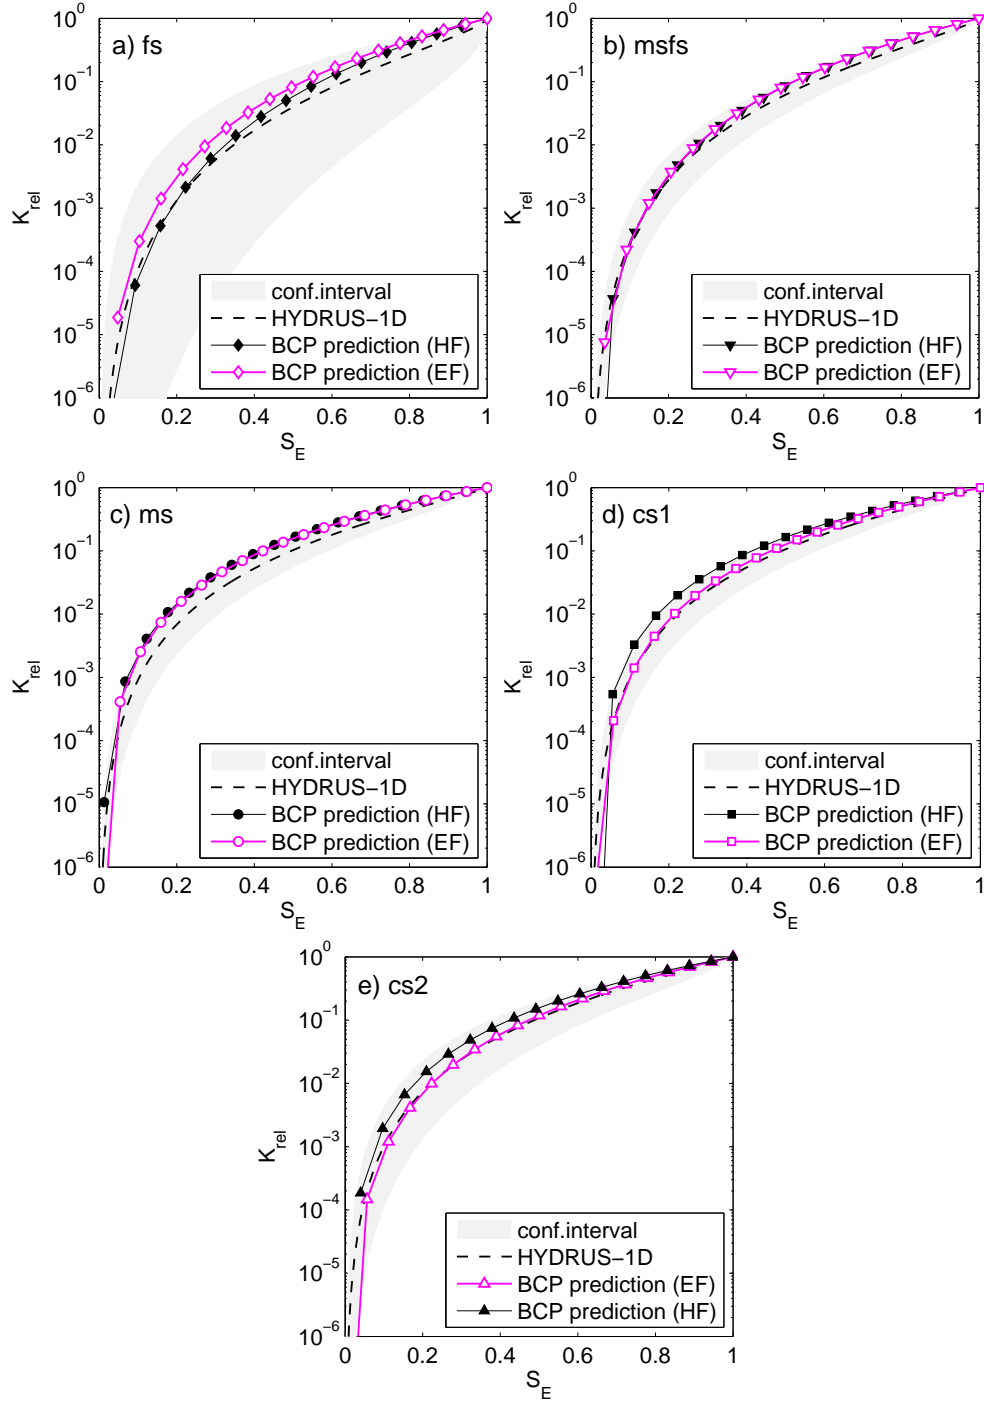 a) fs
10^0
10^−1
10^−2
10^−3
10^−4
10^−5
10^−6
K_rel
conf.interval
HYDRUS−1D
BCP prediction (HF)
BCP prediction (EF)
0 0.2 0.4 0.6 0.8 1
S_E
b) msfs
10^0
10^−1
10^−2
10^−3
10^−4
10^−5
10^−6
K_rel
conf.interval
HYDRUS−1D
BCP prediction (HF)
BCP prediction (EF)
0 0.2 0.4 0.6 0.8 1
S_E
c) ms
10^0
10^−1
10^−2
10^−3
10^−4
10^−5
10^−6
K_rel
conf.interval
HYDRUS−1D
BCP prediction (HF)
BCP prediction (EF)
0 0.2 0.4 0.6 0.8 1
S_E
d) cs1
10^0
10^−1
10^−2
10^−3
10^−4
10^−5
10^−6
K_rel
conf.interval
HYDRUS−1D
BCP prediction (HF)
BCP prediction (EF)
0 0.2 0.4 0.6 0.8 1
S_E
e) cs2
10^0
10^−1
10^−2
10^−3
10^−4
10^−5
10^−6
K_rel
conf.interval
HYDRUS−1D
BCP prediction (EF)
BCP prediction (HF)
0 0.2 0.4 0.6 0.8 1
S_E